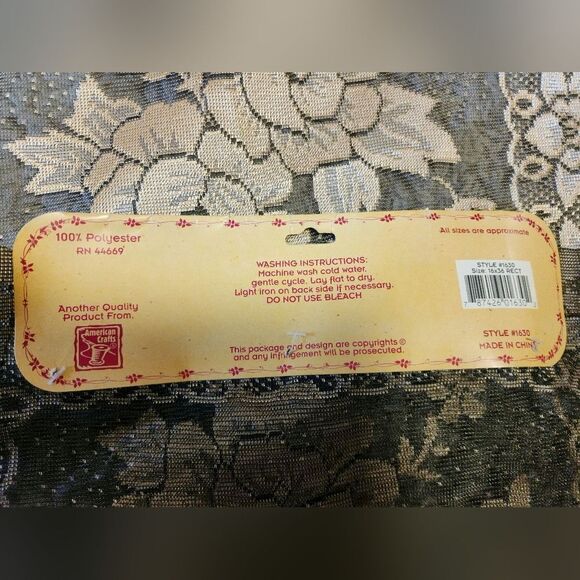 100% Polyester
RN 44669
All sizes are approximate
WASHING INSTRUCTIONS:
Machine wash cold water,
gentle cycle. Lay flat to dry.
Light iron on back side if necessary.
DO NOT USE BLEACH
STYLE #1630
Size: 16x36 RECT
7 87426 01630
Another Quality
Product From.
American
Crafts
This package and design are copyrights ©
and any infringement will be prosecuted.
STYLE #1630
MADE IN CHINA